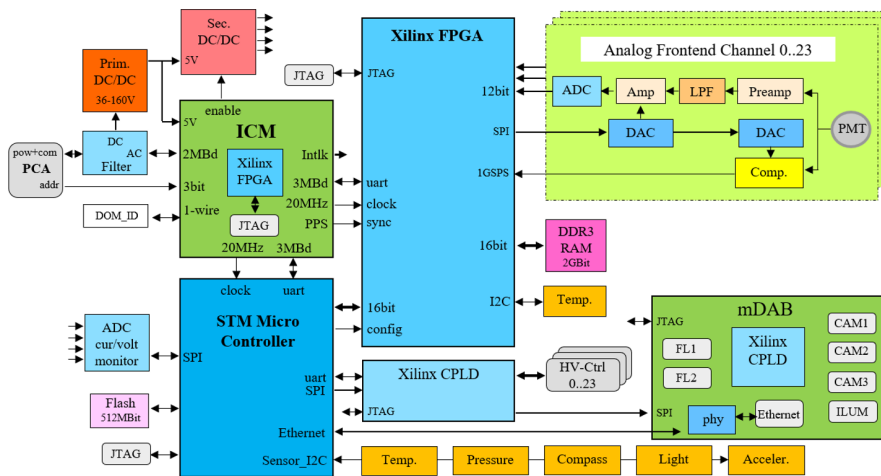 Sec.
DC/DC
5V
Prim.
DC/DC
36-160V
enable
5V
ICM
DC
AC
Filter
2MBd
pow+com
PCA
addr
3bit
DOM_ID
1-wire
Xilinx
FPGA
JTAG
Intlk
3MBd
20MHz
PPS
20MHz
3MBd
Xilinx FPGA
JTAG
JTAG
12bit
SPI
1GSPS
uart
clock
sync
16bit
I2C
16bit
config
Analog Frontend Channel 0..23
ADC
Amp
LPF
Preamp
DAC
DAC
PMT
Comp.
DDR3
RAM
2GBit
Temp.
clock
uart
STM Micro
Controller
SPI
uart
SPI
Ethernet
Sensor_I2C
ADC
cur/volt
monitor
Flash
512MBit
JTAG
Xilinx CPLD
JTAG
HV-Ctrl
0..23
mDAB
JTAG
FL1
FL2
Xilinx
CPLD
CAM1
CAM2
CAM3
ILUM
SPI
phy
Ethernet
Temp.
Pressure
Compass
Light
Acceler.